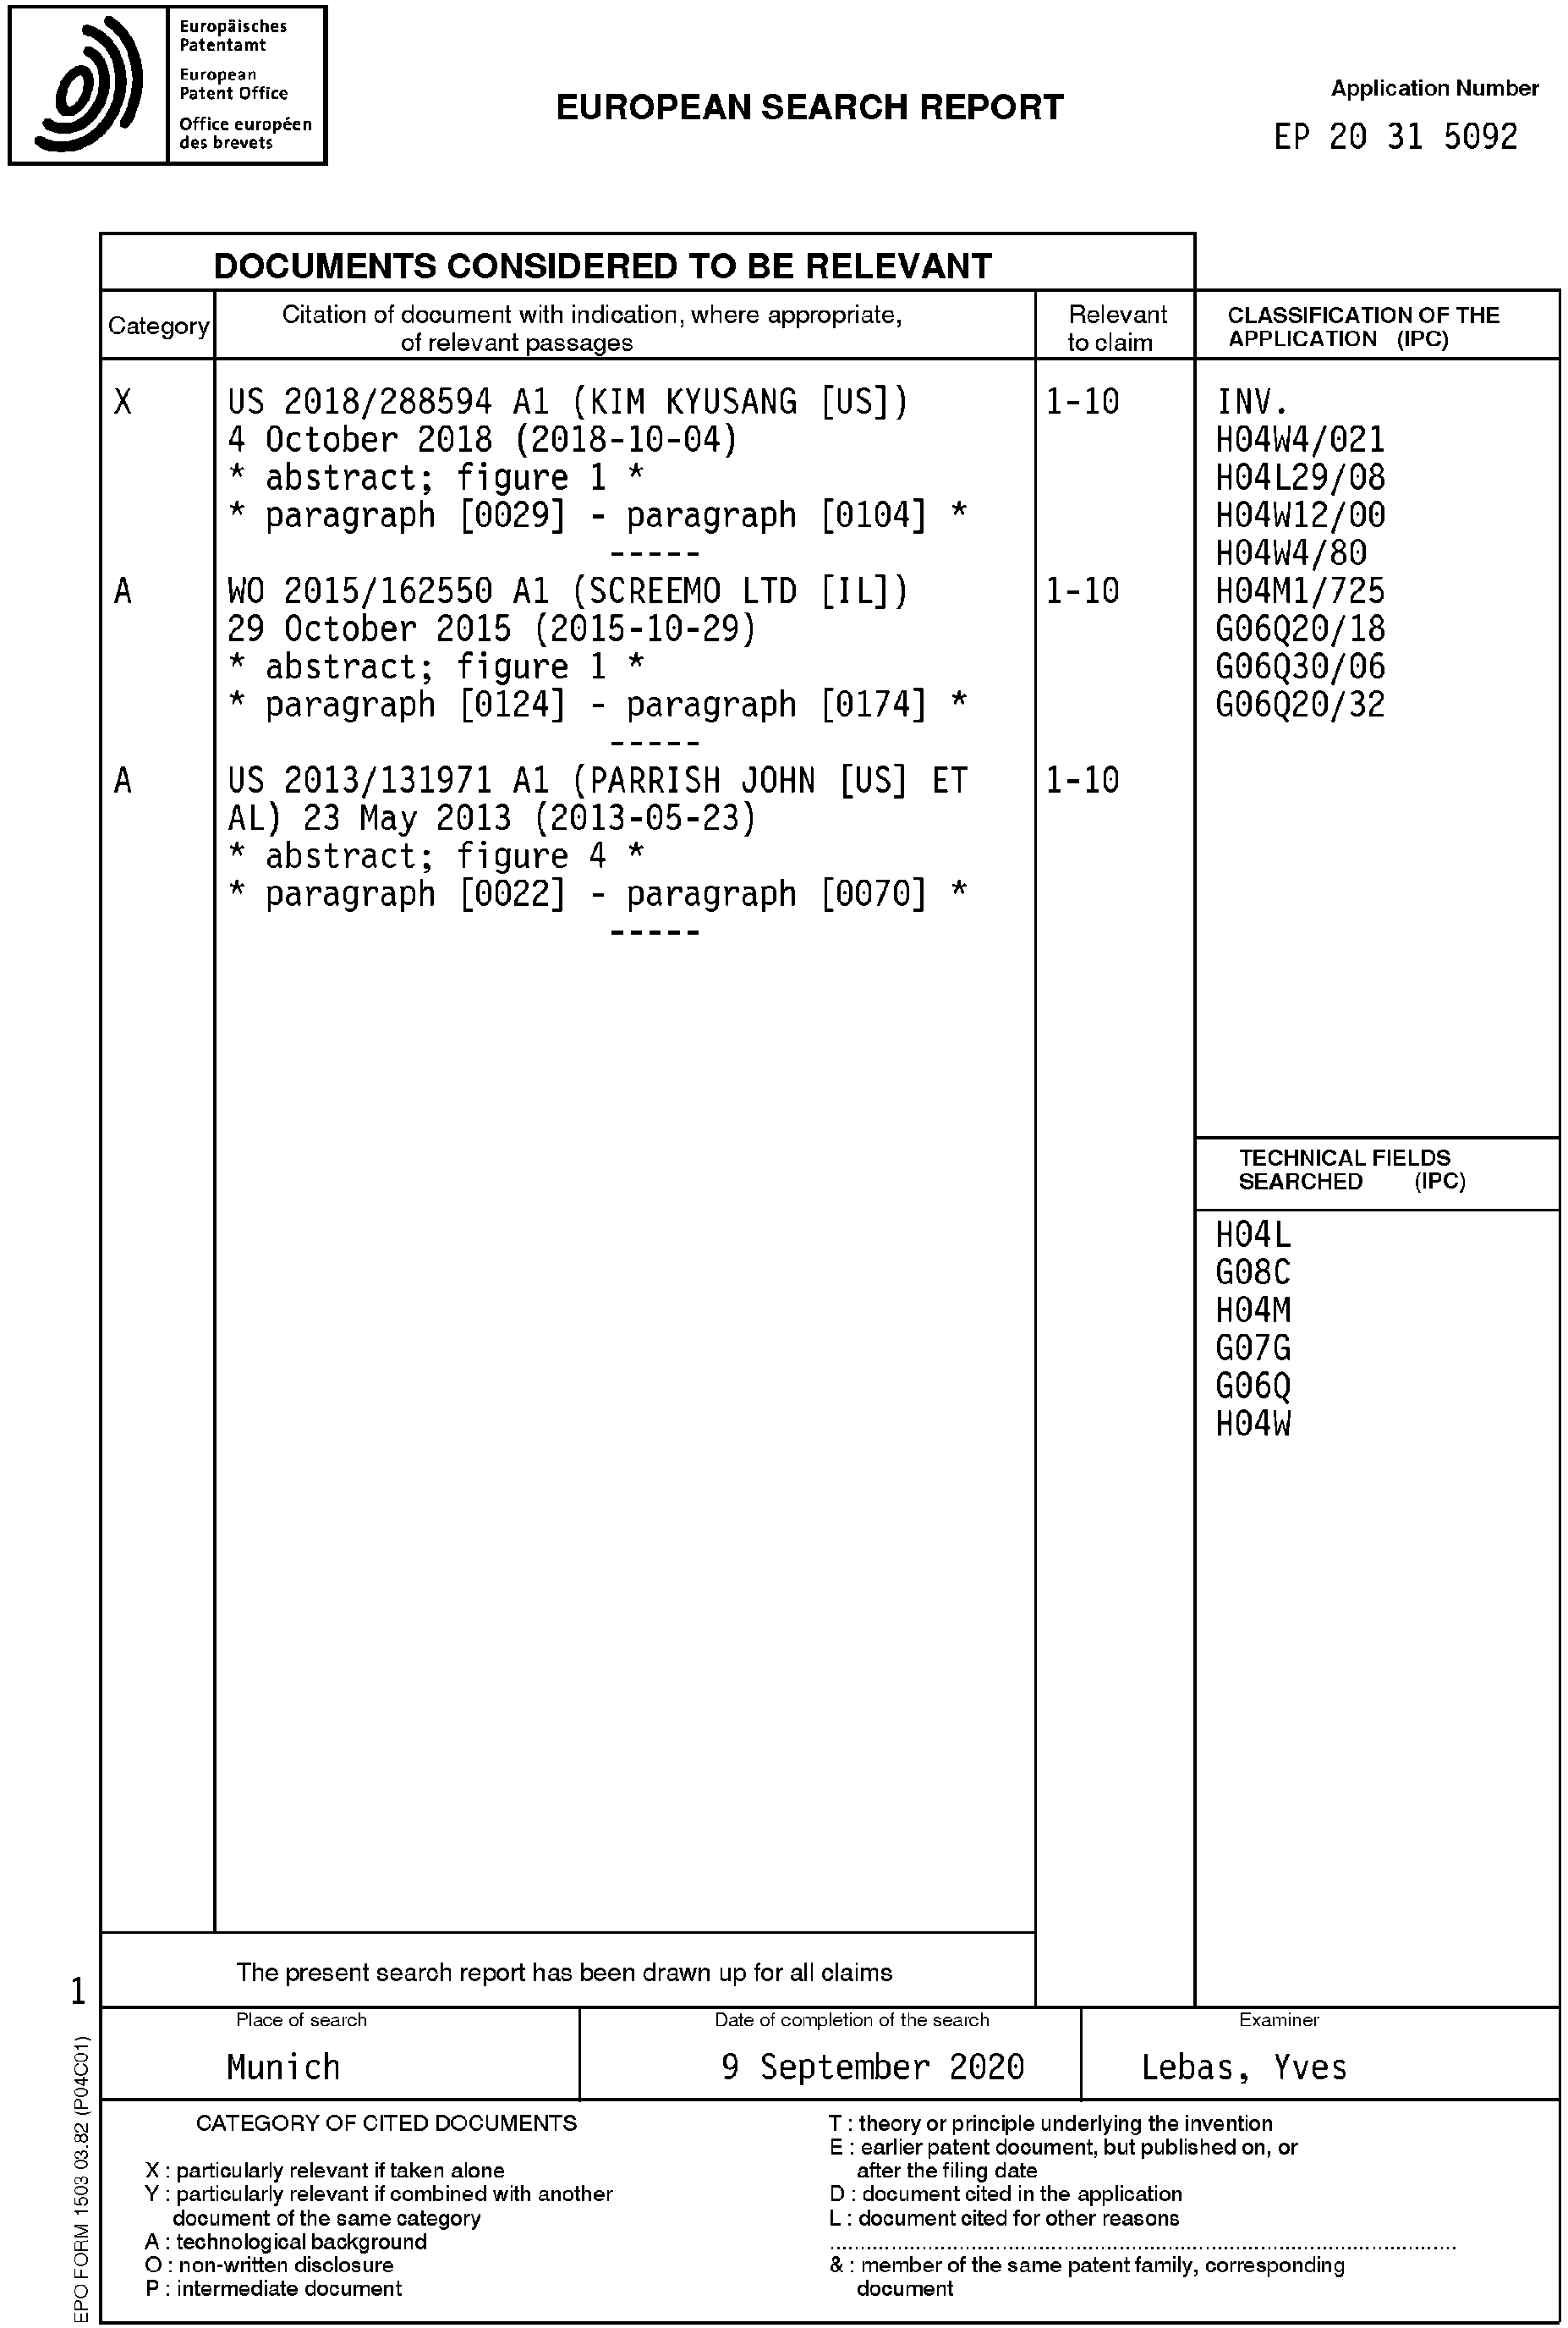 Europäisches
Patentamt
European
Patent Office
Office européen
des brevets
EUROPEAN SEARCH REPORT
Application Number
EP 20 31 5092
DOCUMENTS CONSIDERED TO BE RELEVANT
Category
Citation of document with indication, where appropriate,
of relevant passages
Relevant
to claim
CLASSIFICATION OF THE
APPLICATION (IPC)
X
US 2018/288594 A1 (KIM KYUSANG [US])
4 October 2018 (2018-10-04)
* abstract; figure 1 *
* paragraph [0029] - paragraph [0104] *
-----
1-10
A
WO 2015/162550 A1 (SCREEMO LTD [IL])
29 October 2015 (2015-10-29)
* abstract; figure 1 *
* paragraph [0124] - paragraph [0174] *
-----
1-10
A
US 2013/131971 A1 (PARRISH JOHN [US] ET
AL) 23 May 2013 (2013-05-23)
* abstract; figure 4 *
* paragraph [0022] - paragraph [0070] *
-----
1-10
INV.
H04W4/021
H04L29/08
H04W12/00
H04W4/80
H04M1/725
G06Q20/18
G06Q30/06
G06Q20/32
TECHNICAL FIELDS
SEARCHED (IPC)
H04L
G08C
H04M
G07G
G06Q
H04W
The present search report has been drawn up for all claims
Place of search
Munich
Date of completion of the search
9 September 2020
Examiner
Lebas, Yves
CATEGORY OF CITED DOCUMENTS
X : particularly relevant if taken alone
Y : particularly relevant if combined with another
document of the same category
A : technological background
O : non-written disclosure
P : intermediate document
T : theory or principle underlying the invention
E : earlier patent document, but published on, or
after the filing date
D : document cited in the application
L : document cited for other reasons
& : member of the same patent family, corresponding
document
1
EPO FORM 1503 03.82 (P04C01)